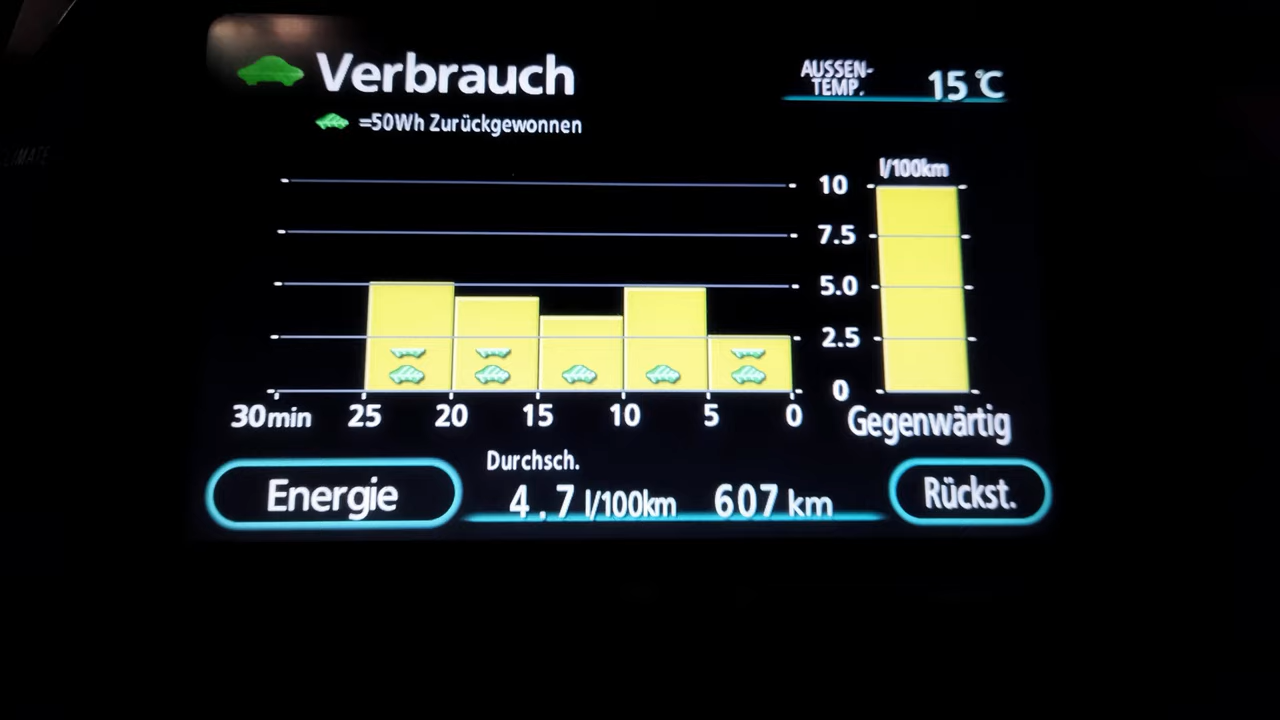 Verbrauch
AUSSEN-
TEMP.
15 °C
=50Wh Zurückgewonnen
l/100km
10
7.5
5.0
2.5
0
30min 25 20 15 10 5 0
Gegenwärtig
Energie
Durchsch.
4.7 l/100km 607 km
Rückst.